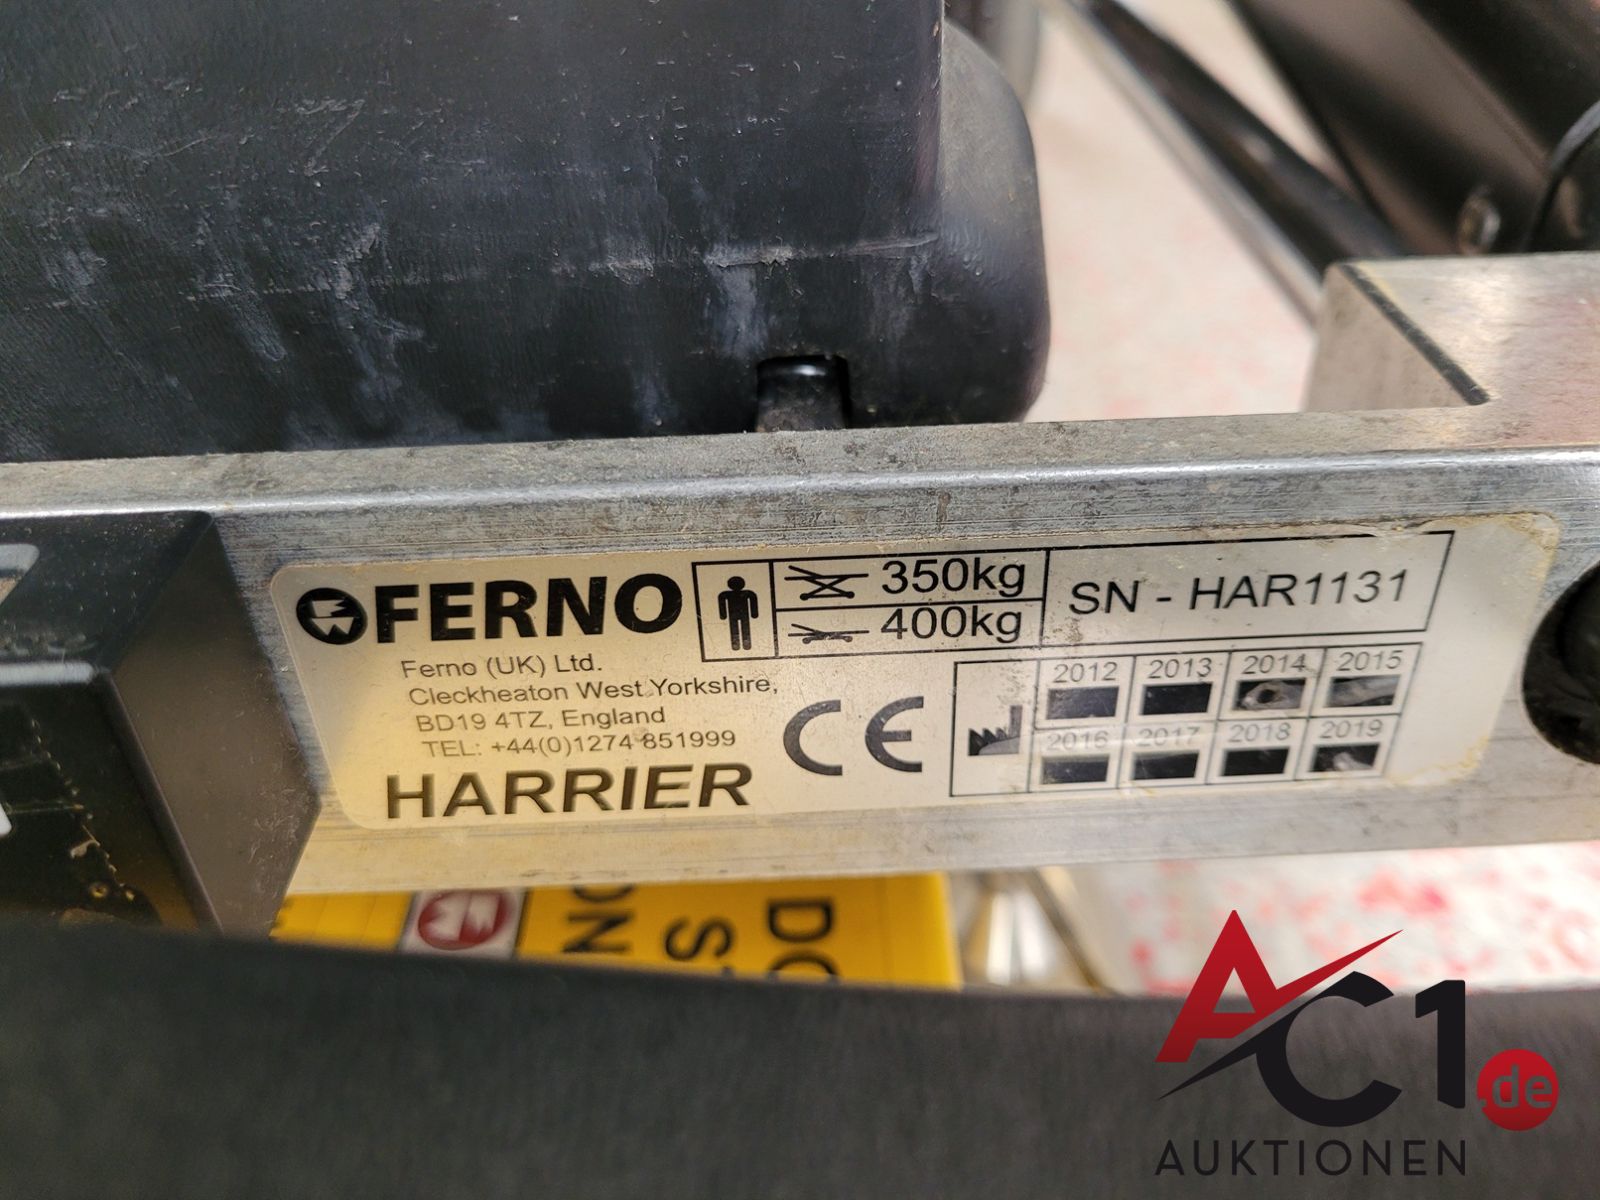 FERNO
350kg
400kg
SN - HAR1131
Ferno (UK) Ltd.
Cleckheaton West Yorkshire,
BD19 4TZ, England
TEL: +44(0)1274 851999
HARRIER
CE
2012 2013 2014 2015
2016 2017 2018 2019
AC1.de
AUKTIONEN